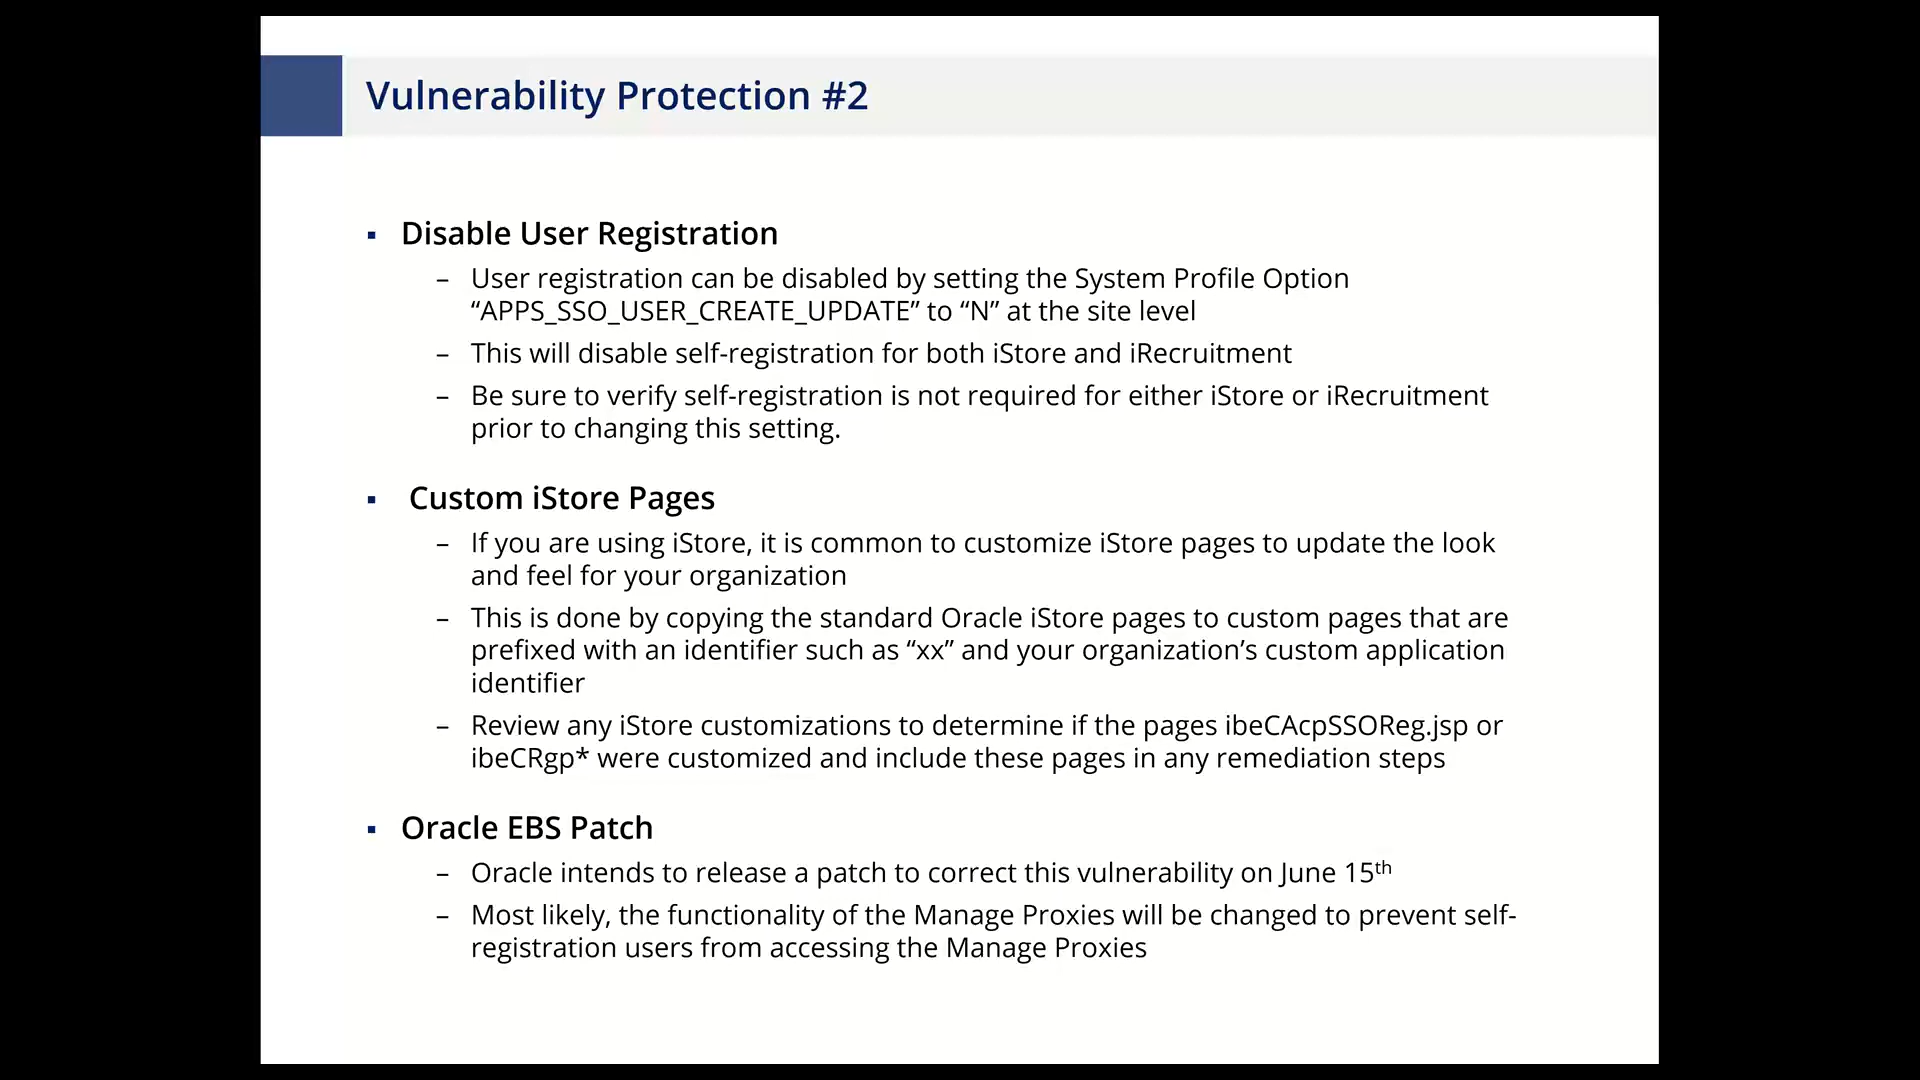 Vulnerability Protection #2
▪ Disable User Registration
– User registration can be disabled by setting the System Profile Option
“APPS_SSO_USER_CREATE_UPDATE” to “N” at the site level
– This will disable self-registration for both iStore and iRecruitment
– Be sure to verify self-registration is not required for either iStore or iRecruitment
prior to changing this setting.
▪ Custom iStore Pages
– If you are using iStore, it is common to customize iStore pages to update the look
and feel for your organization
– This is done by copying the standard Oracle iStore pages to custom pages that are
prefixed with an identifier such as “xx” and your organization’s custom application
identifier
– Review any iStore customizations to determine if the pages ibeCAcpSSOReg.jsp or
ibeCRgp* were customized and include these pages in any remediation steps
▪ Oracle EBS Patch
– Oracle intends to release a patch to correct this vulnerability on June 15th
– Most likely, the functionality of the Manage Proxies will be changed to prevent self-
registration users from accessing the Manage Proxies